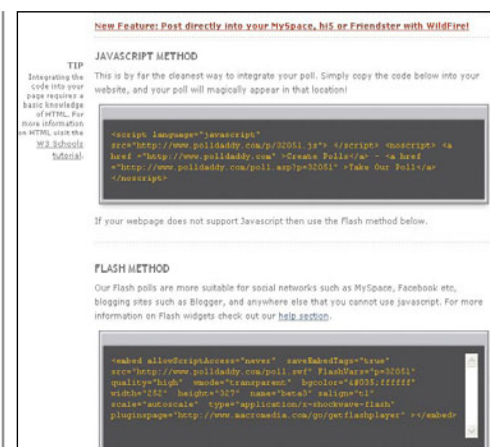 New Feature: Post directly into your MySpace, hi5 or Friendster with WildFire!
TIP
Integrating the
code into your
page requires a
basic knowledge
of HTML. For
more information
on HTML visit the
W3 Schools
tutorial.
JAVASCRIPT METHOD
This is by far the cleanest way to integrate your poll. Simply copy the code below into your
website, and your poll will magically appear in that location!
<script language="javascript"
src="http://www.polldaddy.com/p/32051.js"> </script> <noscript> <a
href ="http://www.polldaddy.com" >Create Polls</a> - <a href
="http://www.polldaddy.com/poll.asp?p=32051" >Take Our Poll</a>
</noscript>
If your webpage does not support Javascript then use the Flash method below.
FLASH METHOD
Our Flash polls are more suitable for social networks such as MySpace, Facebook etc,
blogging sites such as Blogger, and anywhere else that you cannot use javascript. For more
information on Flash widgets check out our help section.
<embed allowScriptAccess="never" saveEmbedTags="true"
src="http://www.polldaddy.com/poll.swf" FlashVars="p=32051"
quality="high" wmode="transparent" bgcolor="&#035;ffffff"
width="252" height="327" name="beta3" salign="tl"
scale="autoscale" type="application/x-shockwave-flash"
pluginspage="http://www.macromedia.com/go/getflashplayer" ></embed>